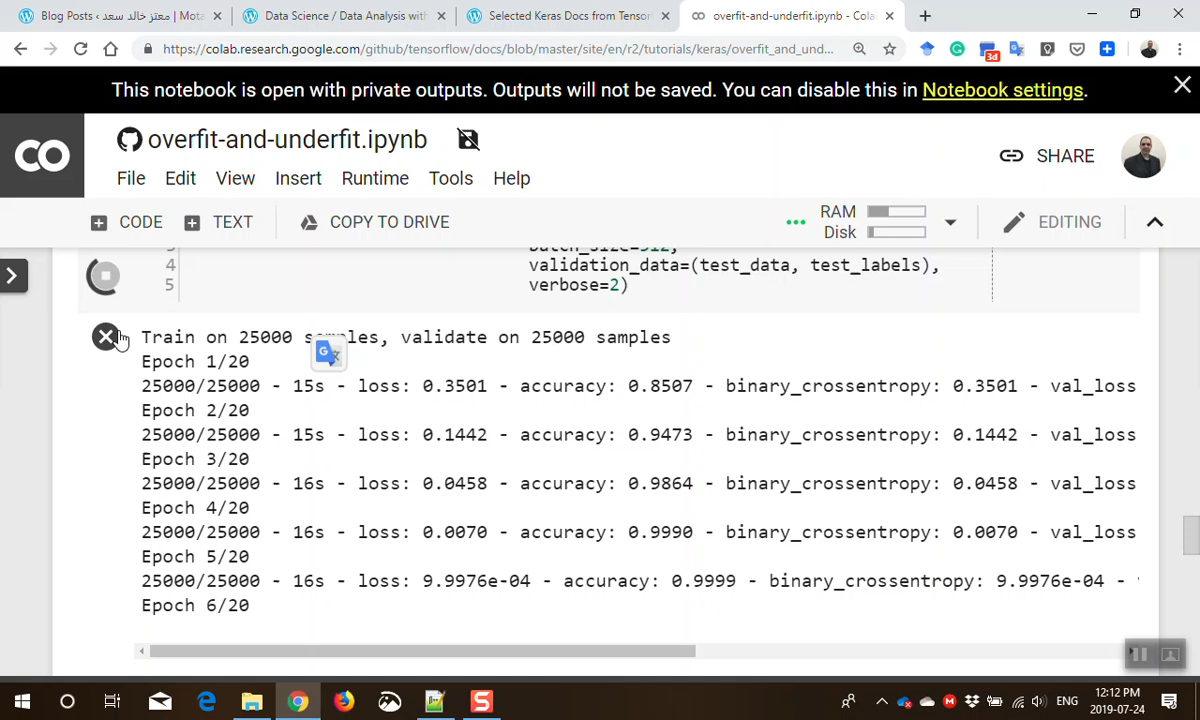 Blog Posts ‹ معتز خالد سعد | Mota
Data Science / Data Analysis with
Selected Keras Docs from Tensor
overfit-and-underfit.ipynb - Cola
https://colab.research.google.com/github/tensorflow/docs/blob/master/site/en/r2/tutorials/keras/overfit_and_und...
3d
This notebook is open with private outputs. Outputs will not be saved. You can disable this in Notebook settings.
CO
overfit-and-underfit.ipynb
SHARE
File Edit View Insert Runtime Tools Help
CODE TEXT COPY TO DRIVE
RAM
Disk
EDITING
3 batch_size=512,
4 validation_data=(test_data, test_labels),
5 verbose=2)
Train on 25000 samples, validate on 25000 samples
Epoch 1/20
25000/25000 - 15s - loss: 0.3501 - accuracy: 0.8507 - binary_crossentropy: 0.3501 - val_loss
Epoch 2/20
25000/25000 - 15s - loss: 0.1442 - accuracy: 0.9473 - binary_crossentropy: 0.1442 - val_loss
Epoch 3/20
25000/25000 - 16s - loss: 0.0458 - accuracy: 0.9864 - binary_crossentropy: 0.0458 - val_loss
Epoch 4/20
25000/25000 - 16s - loss: 0.0070 - accuracy: 0.9990 - binary_crossentropy: 0.0070 - val_loss
Epoch 5/20
25000/25000 - 16s - loss: 9.9976e-04 - accuracy: 0.9999 - binary_crossentropy: 9.9976e-04 -
Epoch 6/20
ENG
12:12 PM
2019-07-24